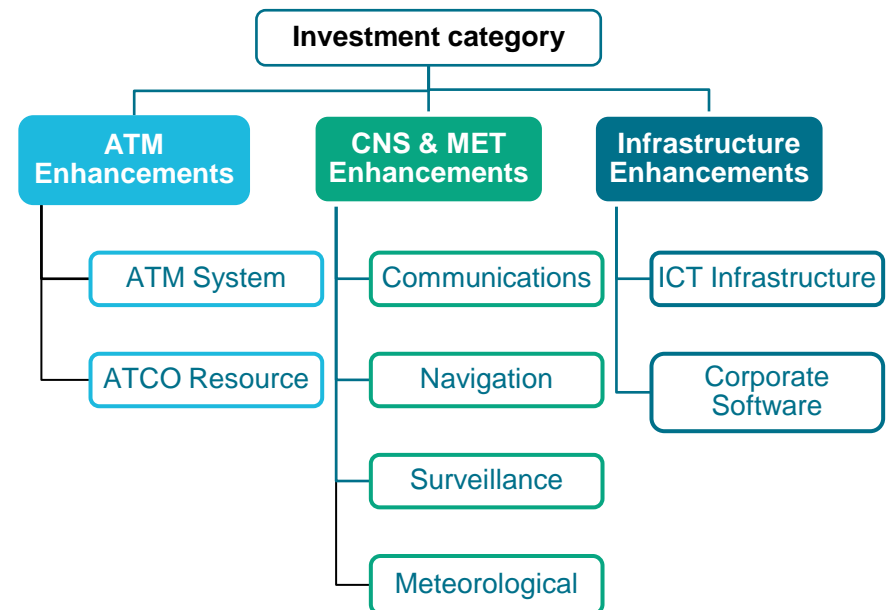 Investment category
ATM
Enhancements
CNS & MET
Enhancements
Infrastructure
Enhancements
ATM System
ATCO Resource
Communications
Navigation
Surveillance
Meteorological
ICT Infrastructure
Corporate
Software